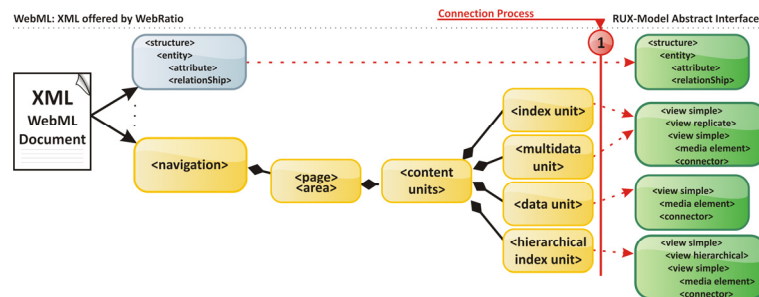 WebML: XML offered by WebRatio
Connection Process
RUX-Model Abstract Interface
1
XML
WebML
Document
<structure>
<entity>
<attribute>
<relationShip>
<navigation>
<page>
<area>
<content
units>
<index unit>
<multidata
unit>
<data unit>
<hierarchical
index unit>
<structure>
<entity>
<attribute>
<relationShip>
<view simple>
<view replicate>
<view simple>
<media element>
<connector>
<view simple>
<media element>
<connector>
<view simple>
<view hierarchical>
<view simple>
<media element>
<connector>